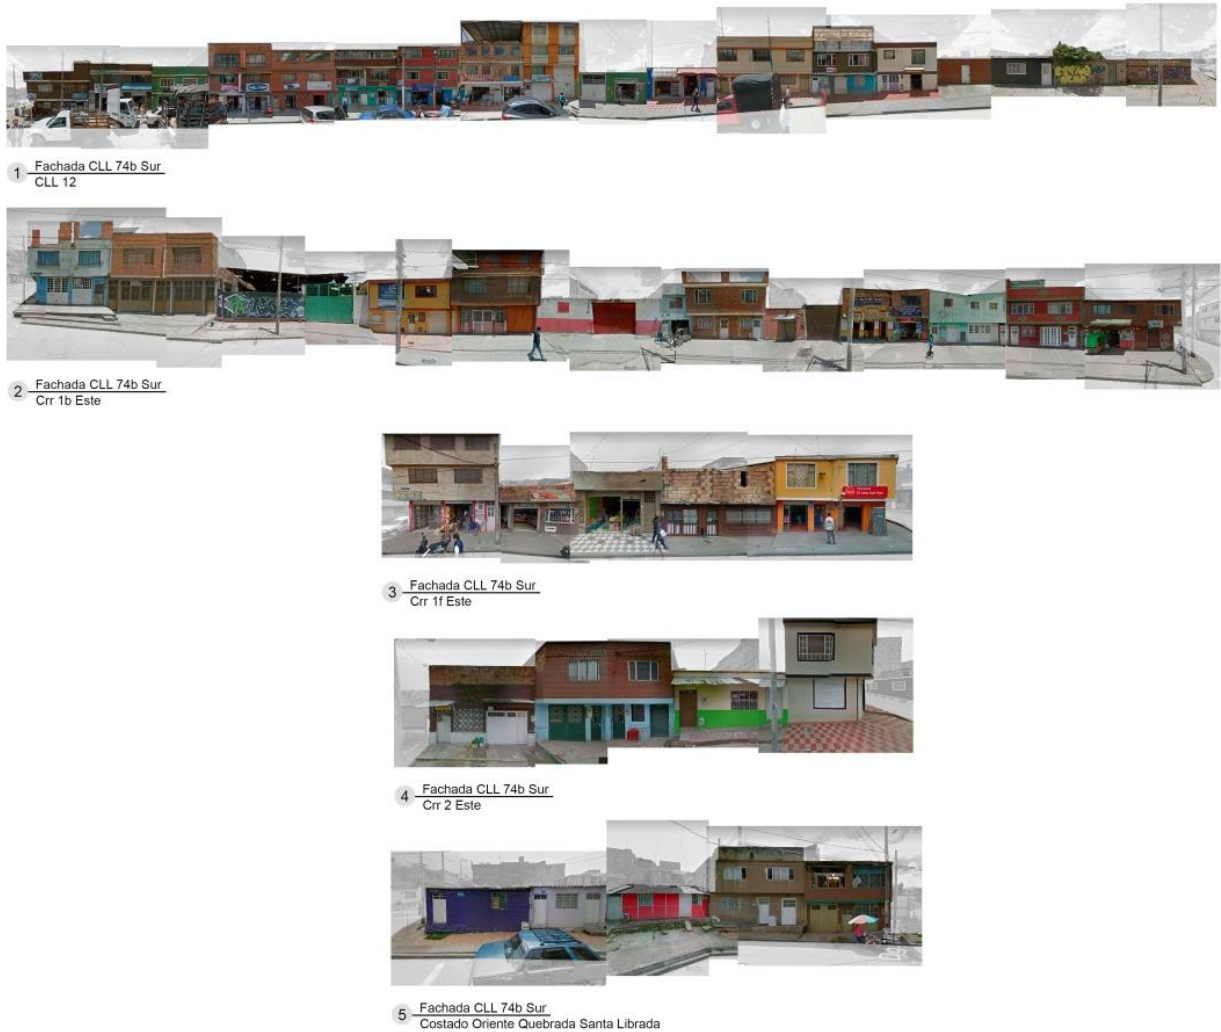 1 Fachada CLL 74b Sur
CLL 12
2 Fachada CLL 74b Sur
Crr 1b Este
3 Fachada CLL 74b Sur
Crr 1f Este
4 Fachada CLL 74b Sur
Crr 2 Este
Dg
5 Fachada CLL 74b Sur
Costado Oriente Quebrada Santa Librada